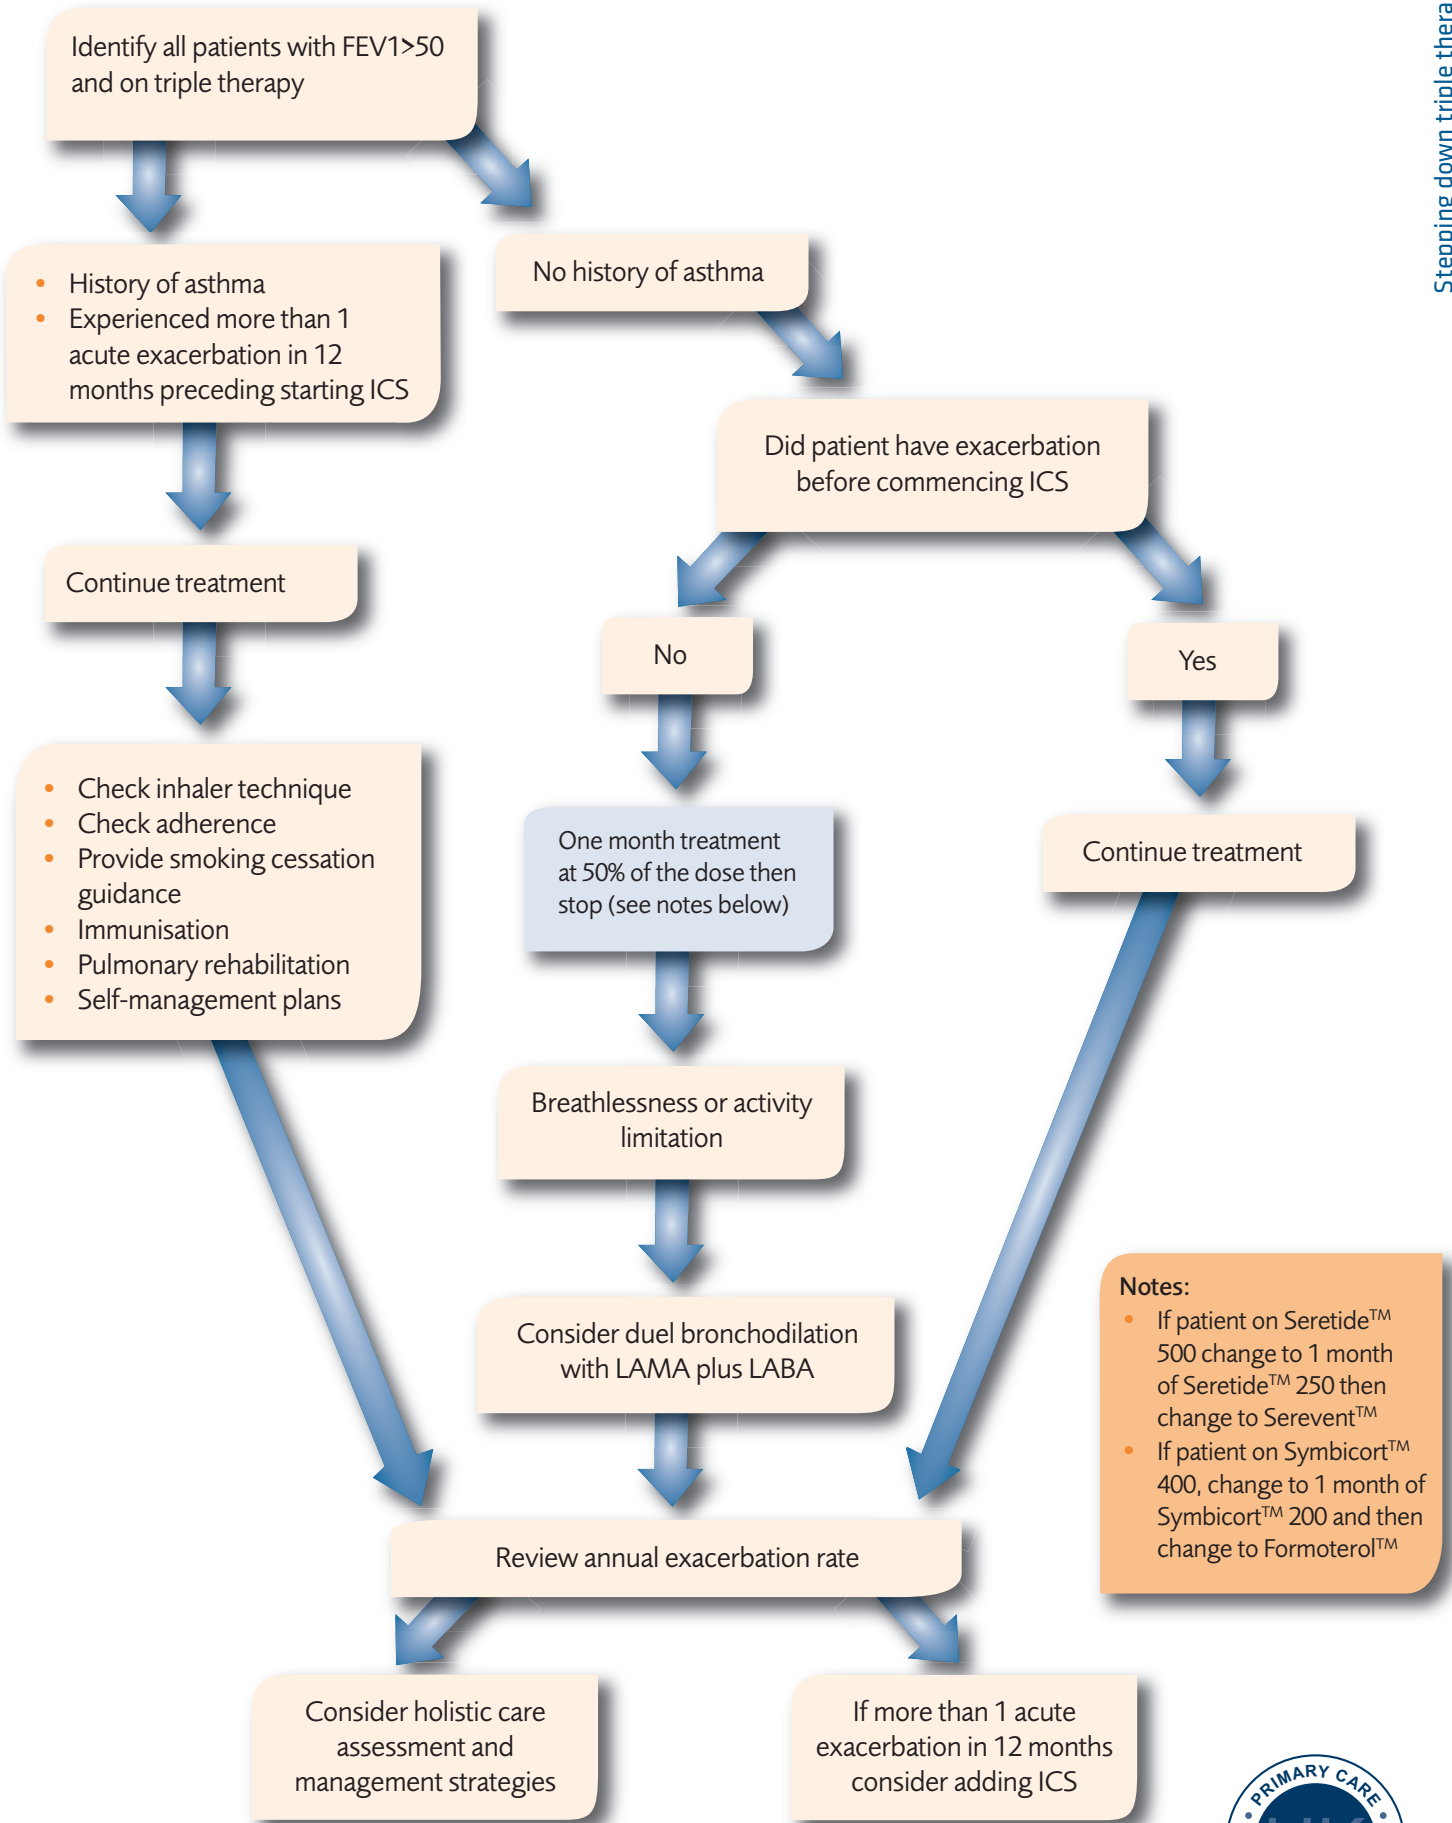 Stepping down triple thera
Identify all patients with FEV1>50
and on triple therapy
• History of asthma
• Experienced more than 1
acute exacerbation in 12
months preceding starting ICS
No history of asthma
Did patient have exacerbation
before commencing ICS
Continue treatment
No
Yes
• Check inhaler technique
• Check adherence
• Provide smoking cessation
guidance
• Immunisation
• Pulmonary rehabilitation
• Self-management plans
One month treatment
at 50% of the dose then
stop (see notes below)
Continue treatment
Breathlessness or activity
limitation
Consider duel bronchodilation
with LAMA plus LABA
Notes:
• If patient on Seretide™
500 change to 1 month
of Seretide™ 250 then
change to Serevent™
• If patient on Symbicort™
400, change to 1 month of
Symbicort™ 200 and then
change to Formoterol™
Review annual exacerbation rate
Consider holistic care
assessment and
management strategies
If more than 1 acute
exacerbation in 12 months
consider adding ICS
• PRIMARY CARE •